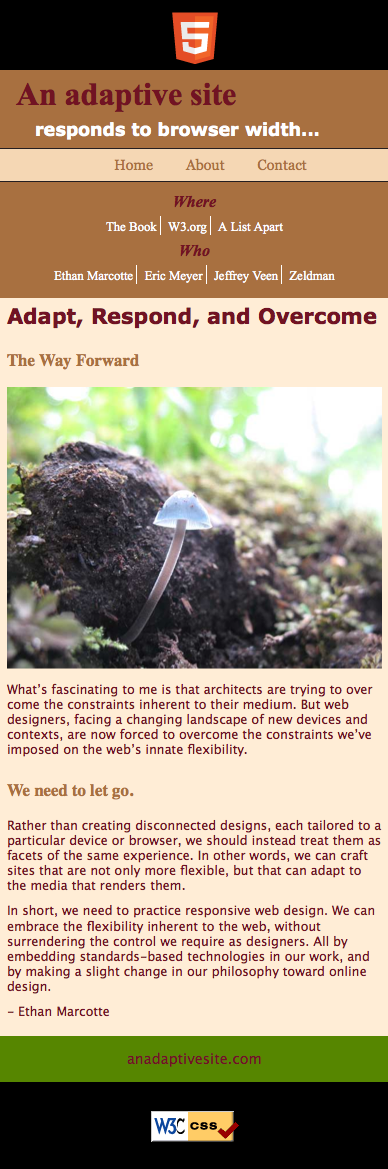 5
An adaptive site
responds to browser width...
Home About Contact
Where
The Book W3.org A List Apart
Who
Ethan Marcotte Eric Meyer Jeffrey Veen Zeldman
Adapt, Respond, and Overcome
The Way Forward
What's fascinating to me is that architects are trying to over
come the constraints inherent to their medium. But web
designers, facing a changing landscape of new devices and
contexts, are now forced to overcome the constraints we've
imposed on the web's innate flexibility.
We need to let go.
Rather than creating disconnected designs, each tailored to a
particular device or browser, we should instead treat them as
facets of the same experience. In other words, we can craft
sites that are not only more flexible, but that can adapt to
the media that renders them.
In short, we need to practice responsive web design. We can
embrace the flexibility inherent to the web, without
surrendering the control we require as designers. All by
embedding standards-based technologies in our work, and
by making a slight change in our philosophy toward online
design.
- Ethan Marcotte
anadaptivesite.com
W3C css